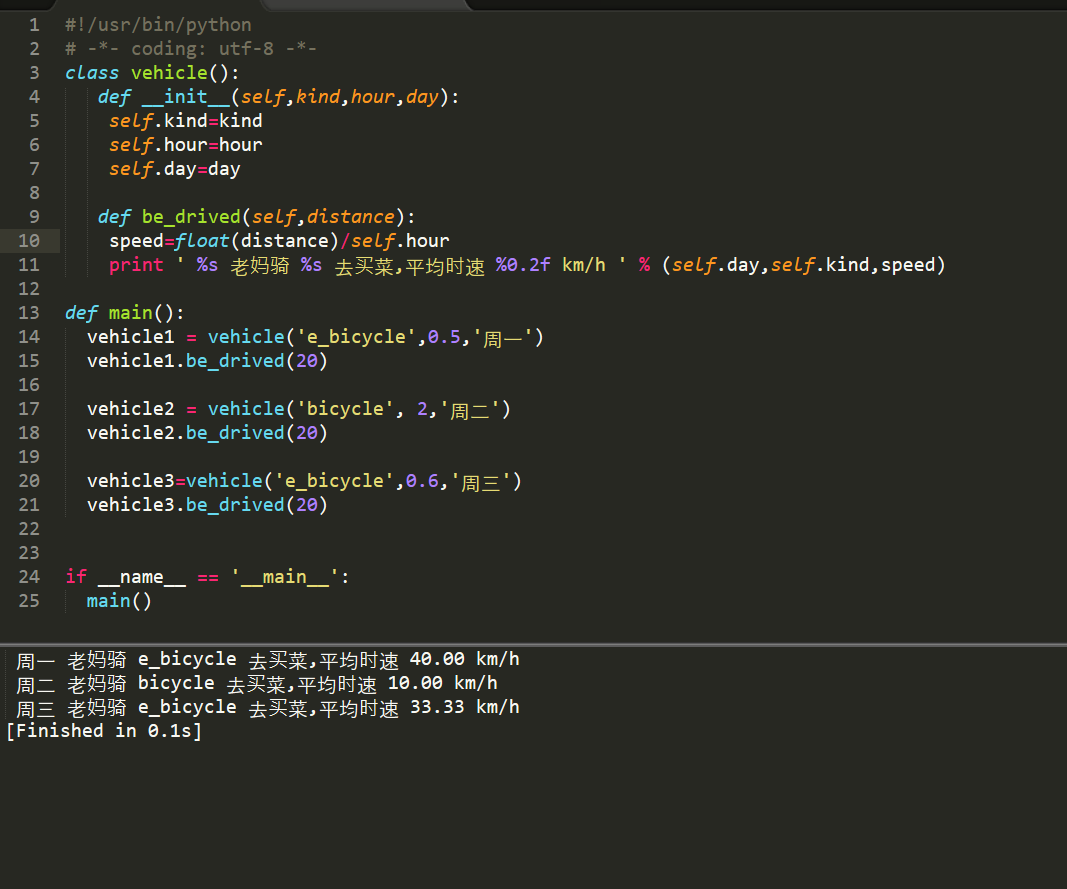 1 #!/usr/bin/python
2 # -*- coding: utf-8 -*-
3 class vehicle():
4    def __init__(self,kind,hour,day):
5     self.kind=kind
6     self.hour=hour
7     self.day=day
8
9    def be_drived(self,distance):
10     speed=float(distance)/self.hour
11     print ' %s 老妈骑 %s 去买菜,平均时速 %0.2f km/h ' % (self.day,self.kind,speed)
12
13 def main():
14   vehicle1 = vehicle('e_bicycle',0.5,'周一')
15   vehicle1.be_drived(20)
16
17   vehicle2 = vehicle('bicycle', 2,'周二')
18   vehicle2.be_drived(20)
19
20   vehicle3=vehicle('e_bicycle',0.6,'周三')
21   vehicle3.be_drived(20)
22
23
24 if __name__ == '__main__':
25   main()
 周一 老妈骑 e_bicycle 去买菜,平均时速 40.00 km/h
 周二 老妈骑 bicycle 去买菜,平均时速 10.00 km/h
 周三 老妈骑 e_bicycle 去买菜,平均时速 33.33 km/h
[Finished in 0.1s]